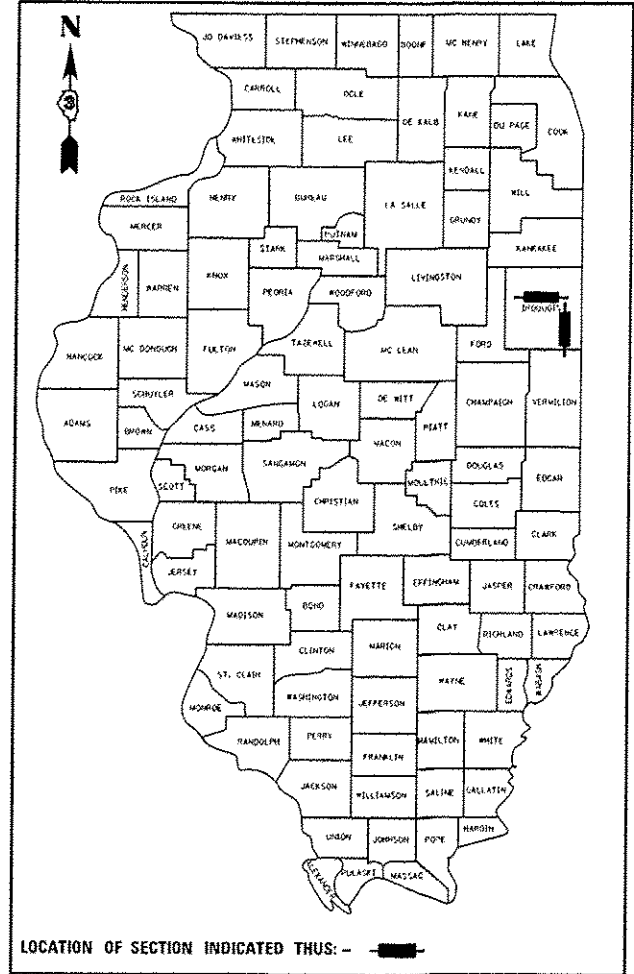 N
3
JO DAVIESS STEPHENSON WINNEBAGO BOONE MC HENRY LAKE
CARROLL OGLE DE KALB KANE DU PAGE COOK
WHITESIDE LEE KENDALL WILL
ROCK ISLAND HENRY BUREAU LA SALLE GRUNDY
MERCER PUTNAM KANKAKEE
HENDERSON WARREN KNOX STARK MARSHALL LIVINGSTON
PEORIA WOODFORD IROQUOIS
HANCOCK MC DONOUGH FULTON TAZEWELL MC LEAN FORD
SCHUYLER MASON LOGAN DE WITT CHAMPAIGN VERMILION
ADAMS BROWN CASS MENARD MACON PIATT
PIKE SCOTT MORGAN SANGAMON CHRISTIAN MOULTRIE DOUGLAS EDGAR
COLES
CALHOUN GREENE MACOUPIN MONTGOMERY SHELBY CUMBERLAND CLARK
JERSEY FAYETTE EFFINGHAM JASPER CRAWFORD
MADISON BOND CLAY RICHLAND LAWRENCE
CLINTON MARION
ST. CLAIR WAYNE EDWARDS WABASH
MONROE WASHINGTON JEFFERSON
RANDOLPH PERRY HAMILTON WHITE
FRANKLIN
JACKSON WILLIAMSON SALINE GALLATIN
UNION JOHNSON POPE HARDIN
ALEXANDER PULASKI MASSAC
LOCATION OF SECTION INDICATED THUS: -